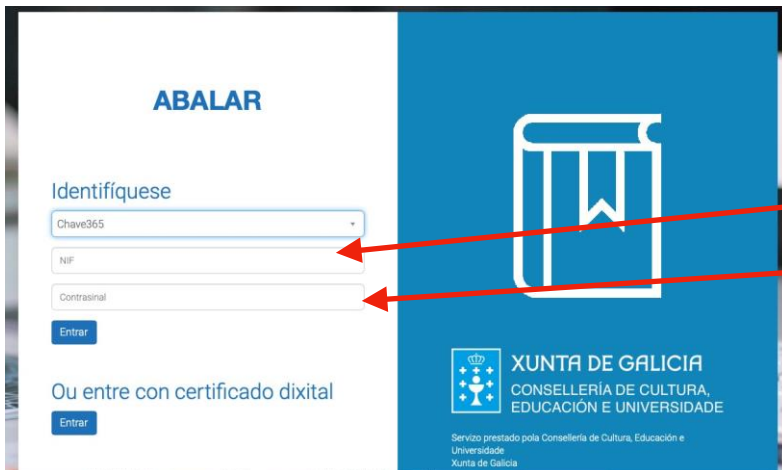 ABALAR
Identifíquese
Chave365
NIF
Contrasinal
Entrar
Ou entre con certificado dixital
Entrar
XUNTA DE GALICIA
CONSELLERÍA DE CULTURA,
EDUCACIÓN E UNIVERSIDADE
Servizo prestado pola Consellería de Cultura, Educación e
Universidade
Xunta de Galicia